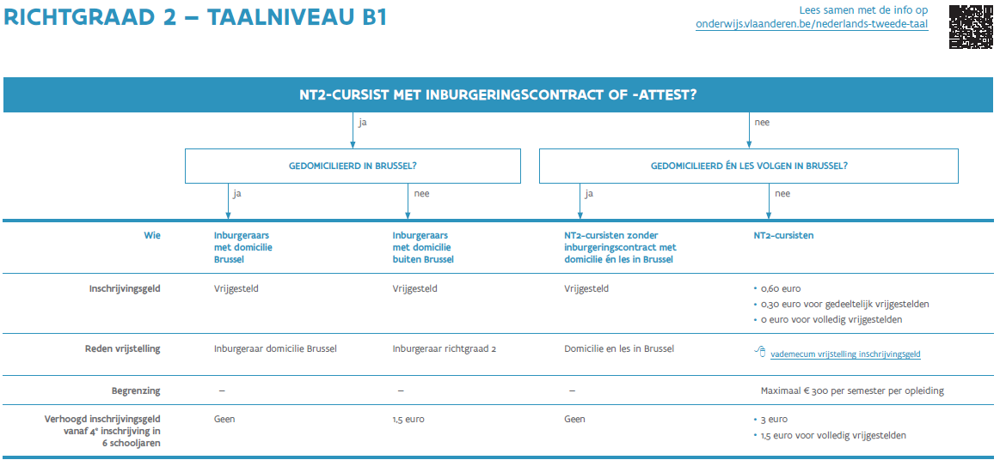 RICHTGRAAD 2 – TAALNIVEAU B1
Lees samen met de info op
onderwijs.vlaanderen.be/nederlands-tweede-taal
NT2-CURSIST MET INBURGERINGSCONTRACT OF -ATTEST?
ja
nee
GEDOMICILIEERD IN BRUSSEL?
GEDOMICILIEERD ÉN LES VOLGEN IN BRUSSEL?
ja
nee
ja
nee
Wie
Inburgeraars
met domicilie
Brussel
Inburgeraars
met domicilie
buiten Brussel
NT2-cursisten zonder
inburgeringscontract met
domicilie én les in Brussel
NT2-cursisten
Inschrijvingsgeld
Vrijgesteld
Vrijgesteld
Vrijgesteld
• 0,60 euro
• 0,30 euro voor gedeeltelijk vrijgestelden
• 0 euro voor volledig vrijgestelden
Reden vrijstelling
Inburgeraar domicilie Brussel
Inburgeraar richtgraad 2
Domicilie en les in Brussel
vademecum vrijstelling inschrijvingsgeld
Begrenzing
–
–
–
Maximaal € 300 per semester per opleiding
Verhoogd inschrijvingsgeld
vanaf 4e inschrijving in
6 schooljaren
Geen
1,5 euro
Geen
• 3 euro
• 1,5 euro voor volledig vrijgestelden